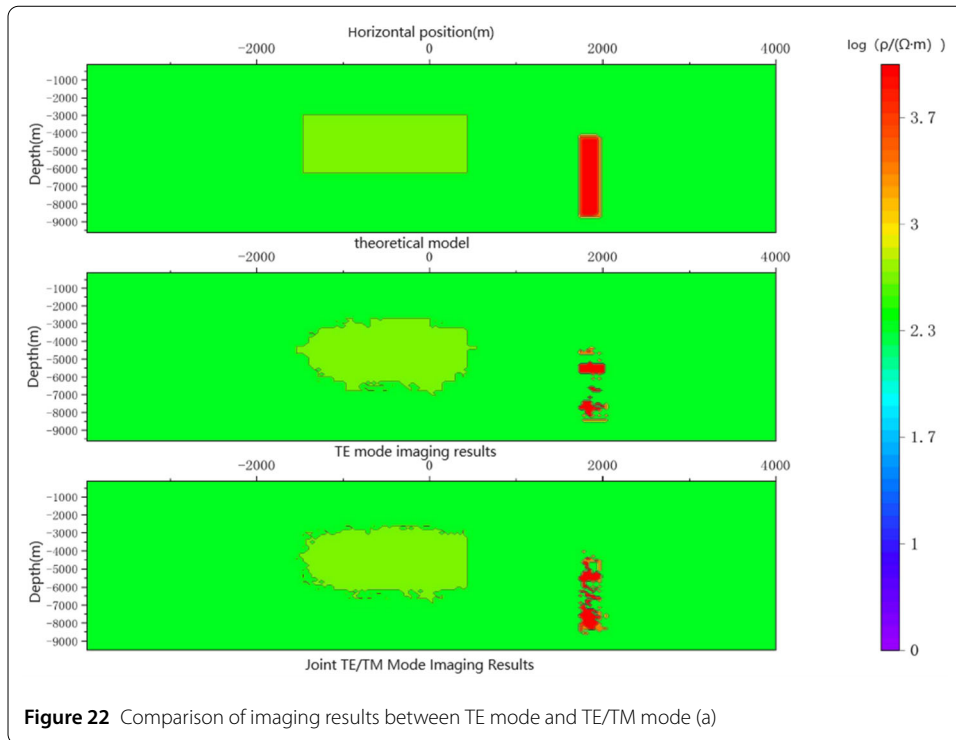 Horizontal position(m)
-2000 0 2000 4000
log (ρ/(Ω·m) )
Depth(m)
-1000
-2000
-3000
-4000
-5000
-6000
-7000
-8000
-9000
theoretical model
-2000 0 2000 4000
Depth(m)
-1000
-2000
-3000
-4000
-5000
-6000
-7000
-8000
-9000
TE mode imaging results
-2000 0 2000 4000
Depth(m)
-1000
-2000
-3000
-4000
-5000
-6000
-7000
-8000
-9000
Joint TE/TM Mode Imaging Results
3.7
3
2.3
1.7
1
0
Figure 22 Comparison of imaging results between TE mode and TE/TM mode (a)